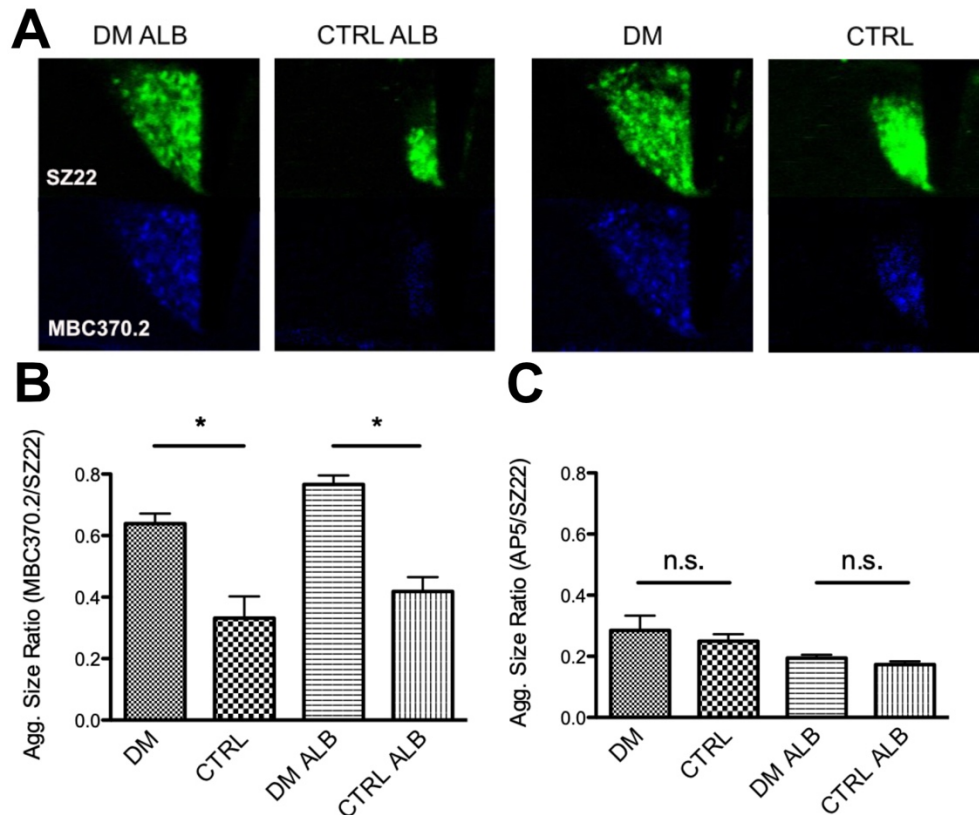 A
DM ALB
CTRL ALB
DM
CTRL
SZ22
MBC370.2
B
*
*
Agg. Size Ratio (MBC370.2/SZ22)
0.8
0.6
0.4
0.2
0.0
DM
CTRL
DM ALB
CTRL ALB
C
n.s.
n.s.
Agg. Size Ratio (AP5/SZ22)
0.8
0.6
0.4
0.2
0.0
DM
CTRL
DM ALB
CTRL ALB